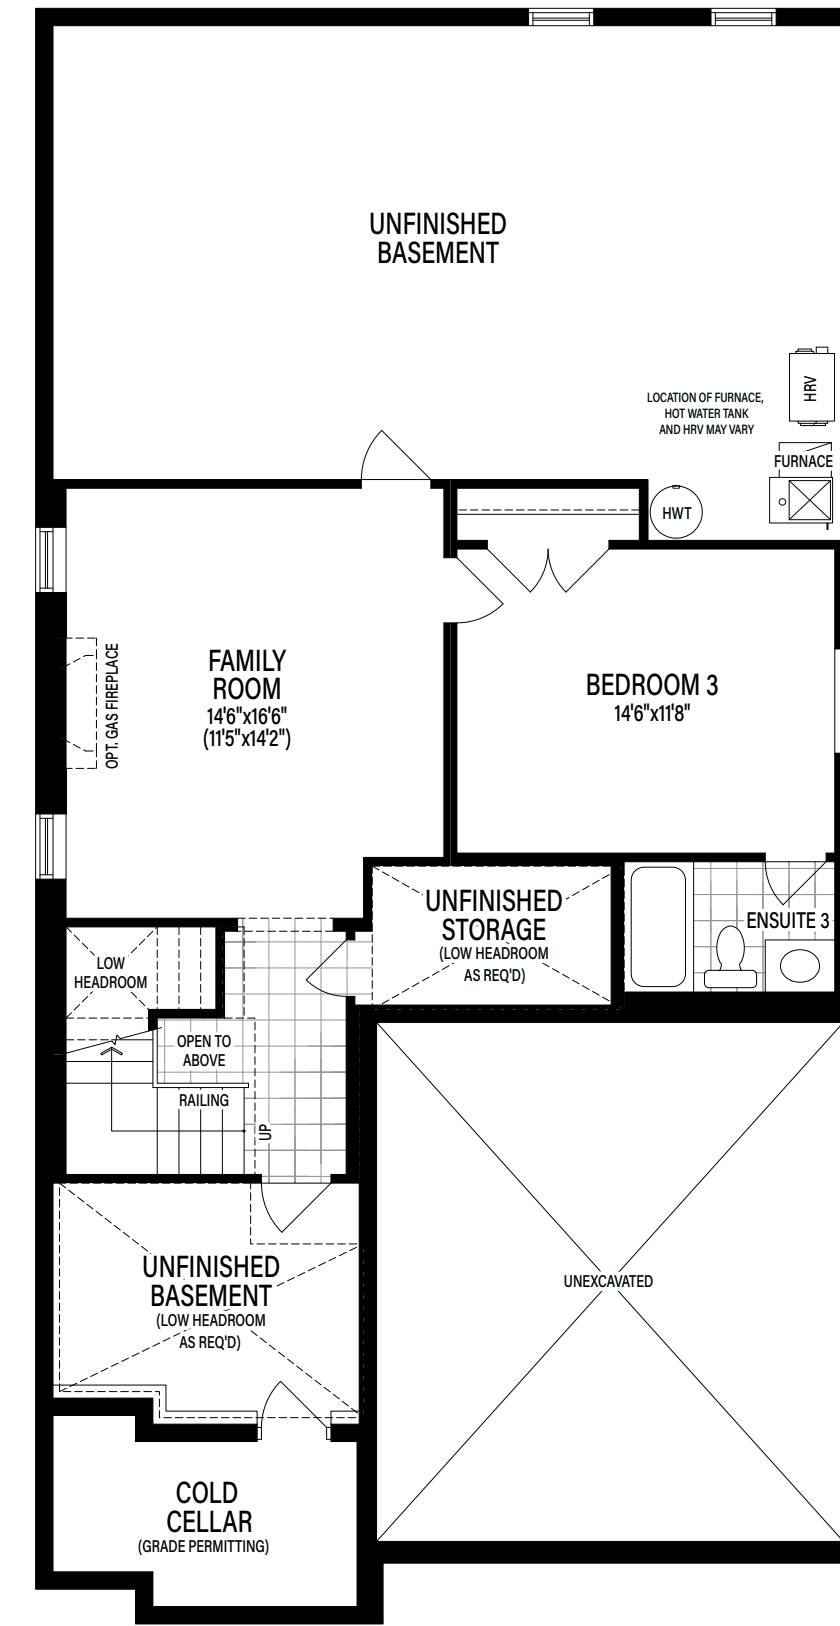 UNFINISHED
BASEMENT
HRV
LOCATION OF FURNACE,
HOT WATER TANK
AND HRV MAY VARY
FURNACE
HWT
FAMILY
ROOM
14'6"x16'6"
(11'5"x14'2")
OPT. GAS FIREPLACE
BEDROOM 3
14'6"x11'8"
UNFINISHED
STORAGE
(LOW HEADROOM
AS REQ'D)
ENSUITE 3
LOW
HEADROOM
OPEN TO
ABOVE
RAILING
UP
UNFINISHED
BASEMENT
(LOW HEADROOM
AS REQ'D)
UNEXCAVATED
COLD
CELLAR
(GRADE PERMITTING)